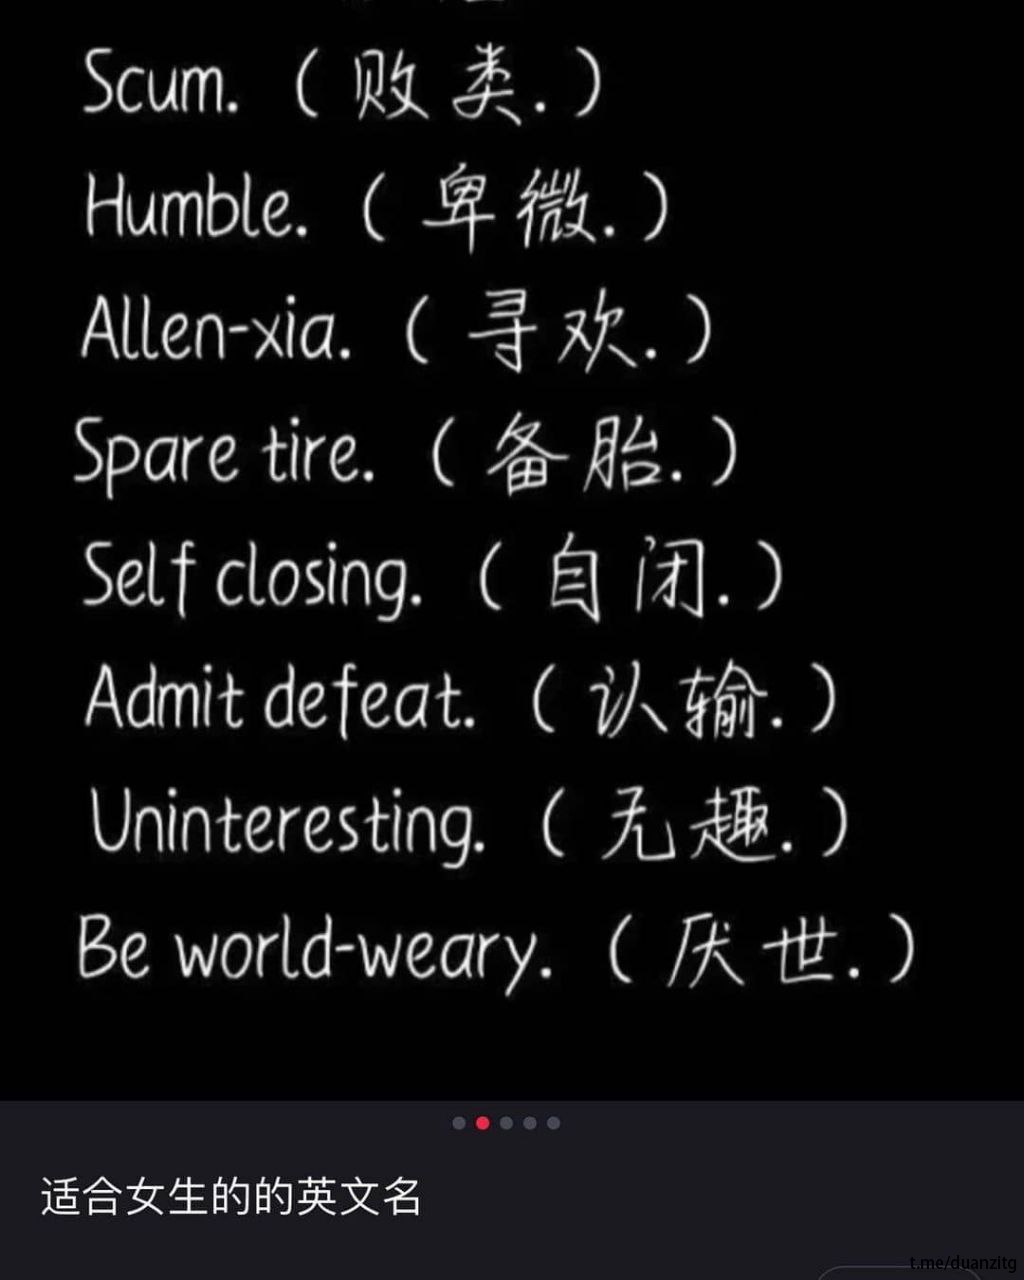 Scum. (败类.)
Humble. (卑微.)
Allen-xia. (寻欢.)
Spare tire. (备胎.)
Self closing. (自闭.)
Admit defeat. (认输.)
Uninteresting. (无趣.)
Be world-weary. (厌世.)
适合女生的的英文名
t.me/duanzitg